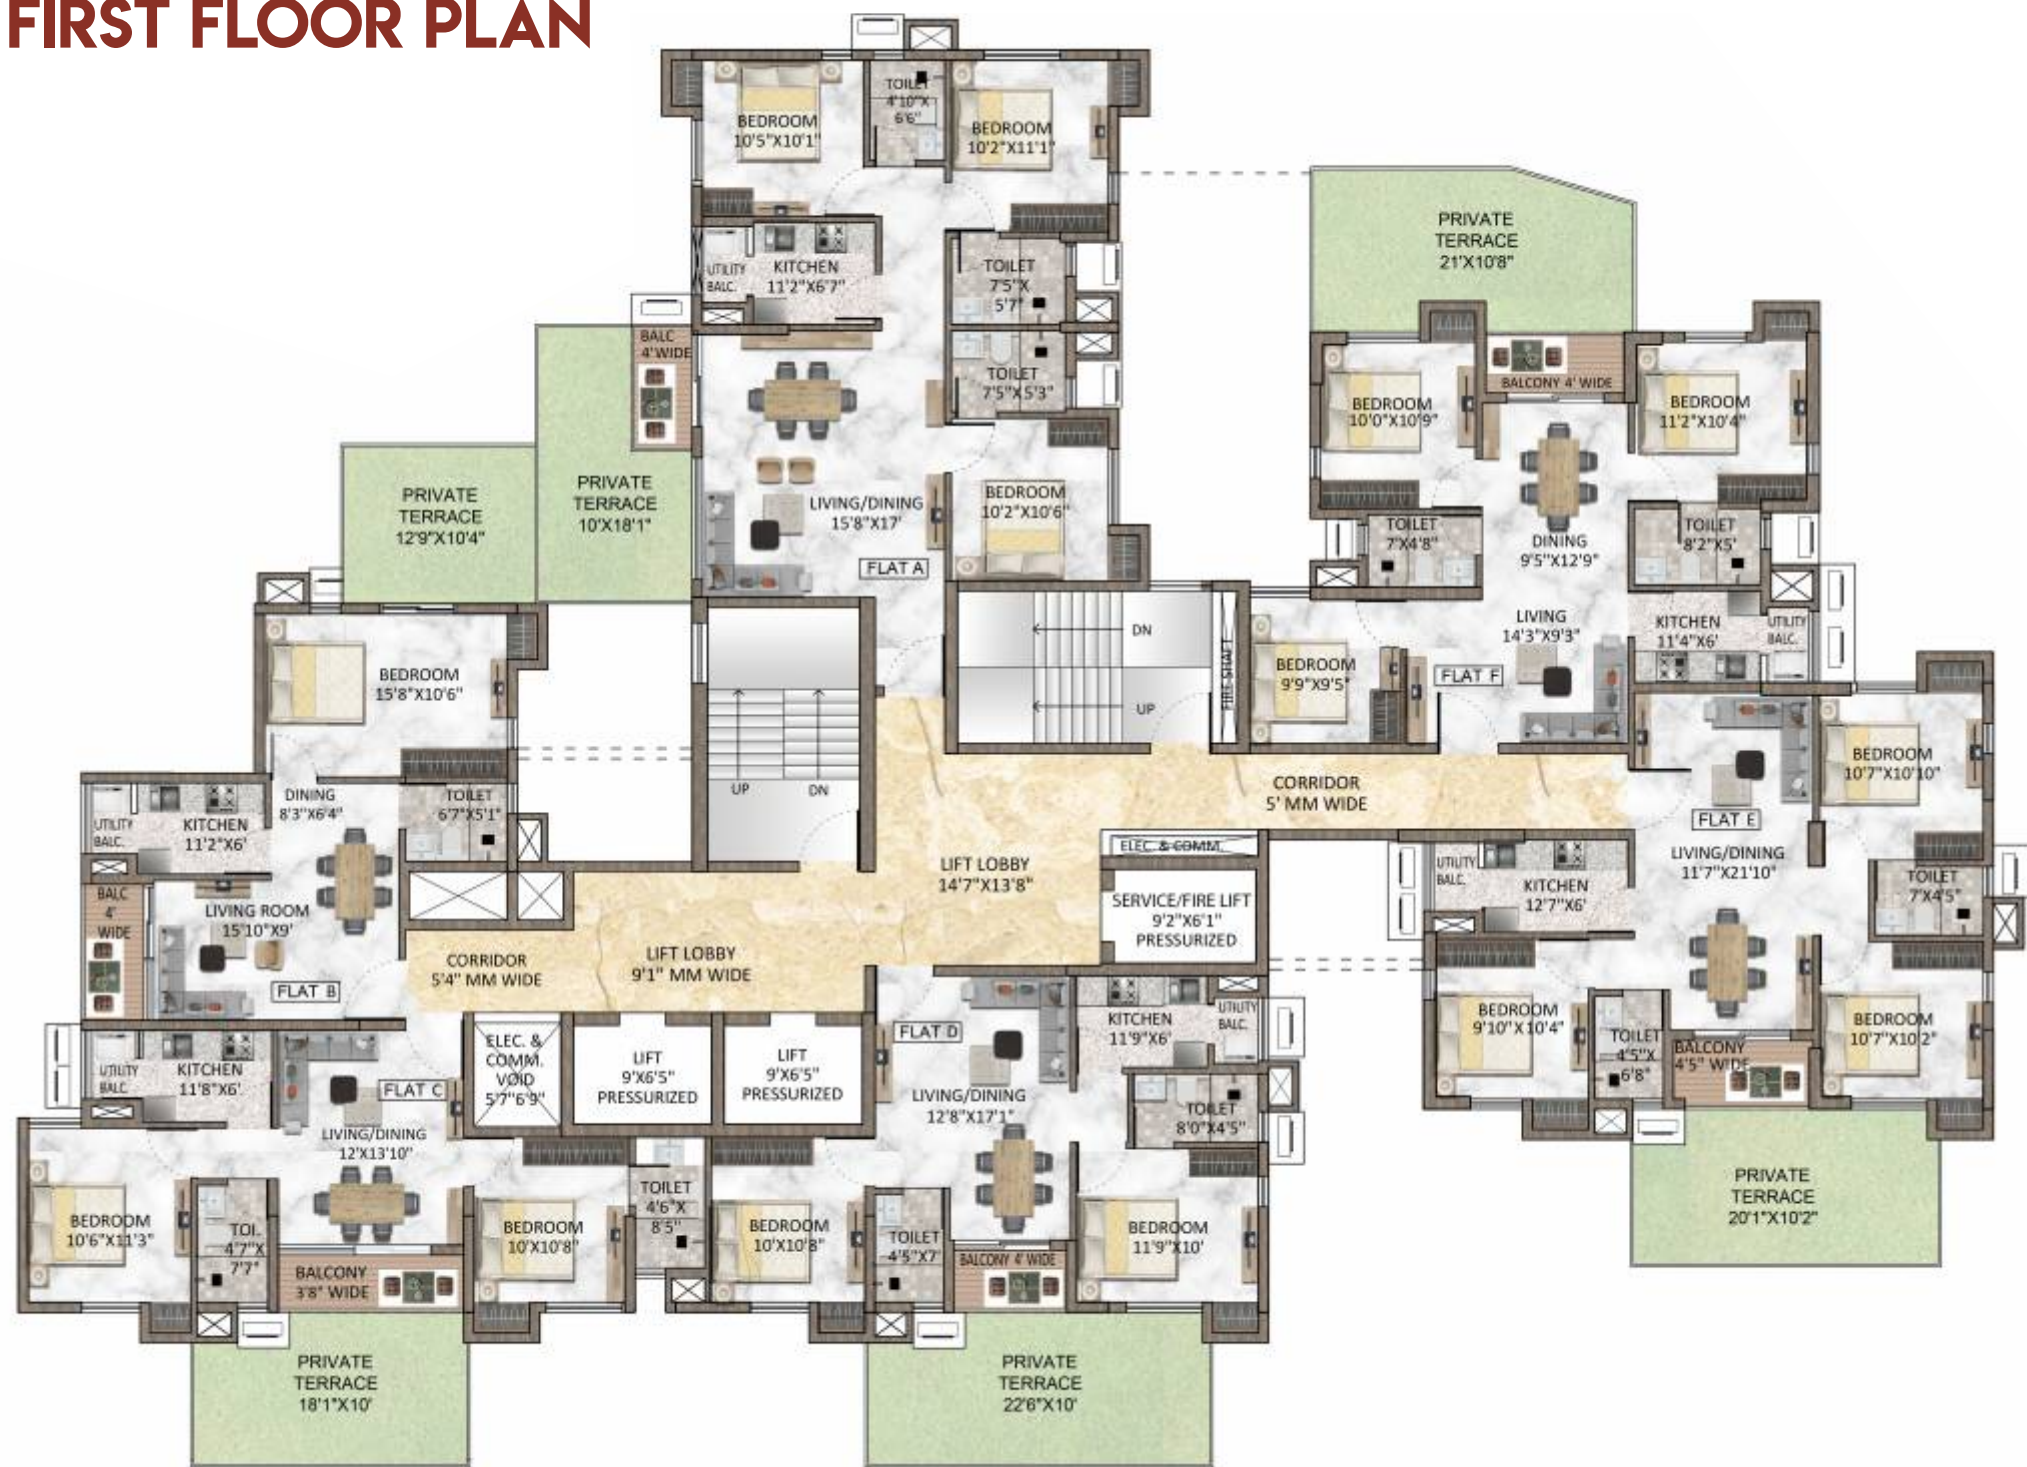 FIRST FLOOR PLAN
BEDROOM
10'5"X10'1"
TOILET
4'10"X
6'6"
BEDROOM
10'2"X11'1"
UTILITY
BALC.
KITCHEN
11'2"X6'7"
TOILET
7'5"X
5'7"
BALC
4' WIDE
TOILET
7'5"X5'3"
PRIVATE
TERRACE
10'X18'1"
LIVING/DINING
15'8"X17'
FLAT A
BEDROOM
10'2"X10'6"
PRIVATE
TERRACE
12'9"X10'4"
PRIVATE
TERRACE
21'X10'8"
BEDROOM
10'0"X10'9"
BALCONY 4' WIDE
BEDROOM
11'2"X10'4"
TOILET
7'X4'8"
DINING
9'5"X12'9"
TOILET
8'2"X5'
LIVING
14'3"X9'3"
KITCHEN
11'4"X6'
UTILITY
BALC.
BEDROOM
9'9"X9'5"
FLAT F
DN
UP
FIRE SHAFT
UP
DN
BEDROOM
15'8"X10'6"
DINING
8'3"X6'4"
TOILET
6'7"X5'1"
UTILITY
BALC.
KITCHEN
11'2"X6'
BALC
4'
WIDE
LIVING ROOM
15'10"X9'
FLAT B
CORRIDOR
5'4" MM WIDE
LIFT LOBBY
9'1" MM WIDE
LIFT LOBBY
14'7"X13'8"
CORRIDOR
5' MM WIDE
ELEC. & COMM.
SERVICE/FIRE LIFT
9'2"X6'1"
PRESSURIZED
BEDROOM
10'7"X10'10"
FLAT E
LIVING/DINING
11'7"X21'10"
TOILET
7'X4'5"
UTILITY
BALC.
KITCHEN
12'7"X6'
BEDROOM
9'10"X10'4"
TOILET
4'5"X
6'8"
BALCONY
4'5" WIDE
BEDROOM
10'7"X10'2"
PRIVATE
TERRACE
20'1"X10'2"
UTILITY
BALC.
KITCHEN
11'8"X6'
FLAT C
LIVING/DINING
12'X13'10"
ELEC. &
COMM.
VOID
5'7"6'9"
LIFT
9'X6'5"
PRESSURIZED
LIFT
9'X6'5"
PRESSURIZED
BEDROOM
10'6"X11'3"
TOI.
4'7"X
7'7"
BALCONY
3'8" WIDE
BEDROOM
10'X10'8"
TOILET
4'6"X
8'5"
PRIVATE
TERRACE
18'1"X10'
FLAT D
KITCHEN
11'9"X6'
UTILITY
BALC.
LIVING/DINING
12'8"X17'1"
TOILET
8'0"X4'5"
BEDROOM
10'X10'8"
TOILET
4'5"X7'
BALCONY 4' WIDE
BEDROOM
11'9"X10'
PRIVATE
TERRACE
22'6"X10'